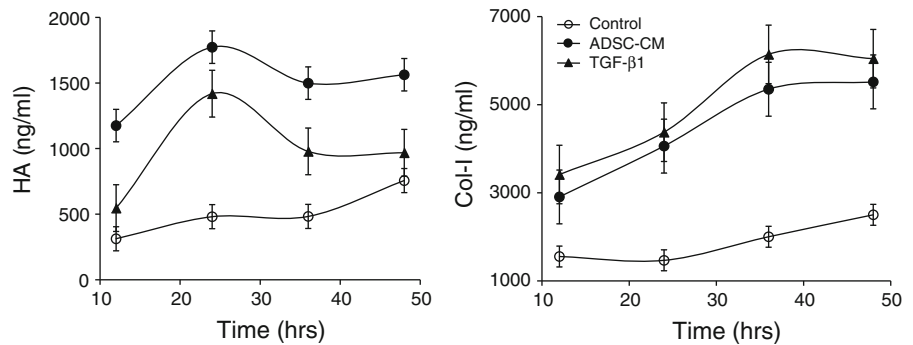 2000
1500
1000
500
0
HA (ng/ml)
10 20 30 40 50
Time (hrs)
7000
5000
3000
1000
Col-I (ng/ml)
Control
ADSC-CM
TGF-β1
10 20 30 40 50
Time (hrs)